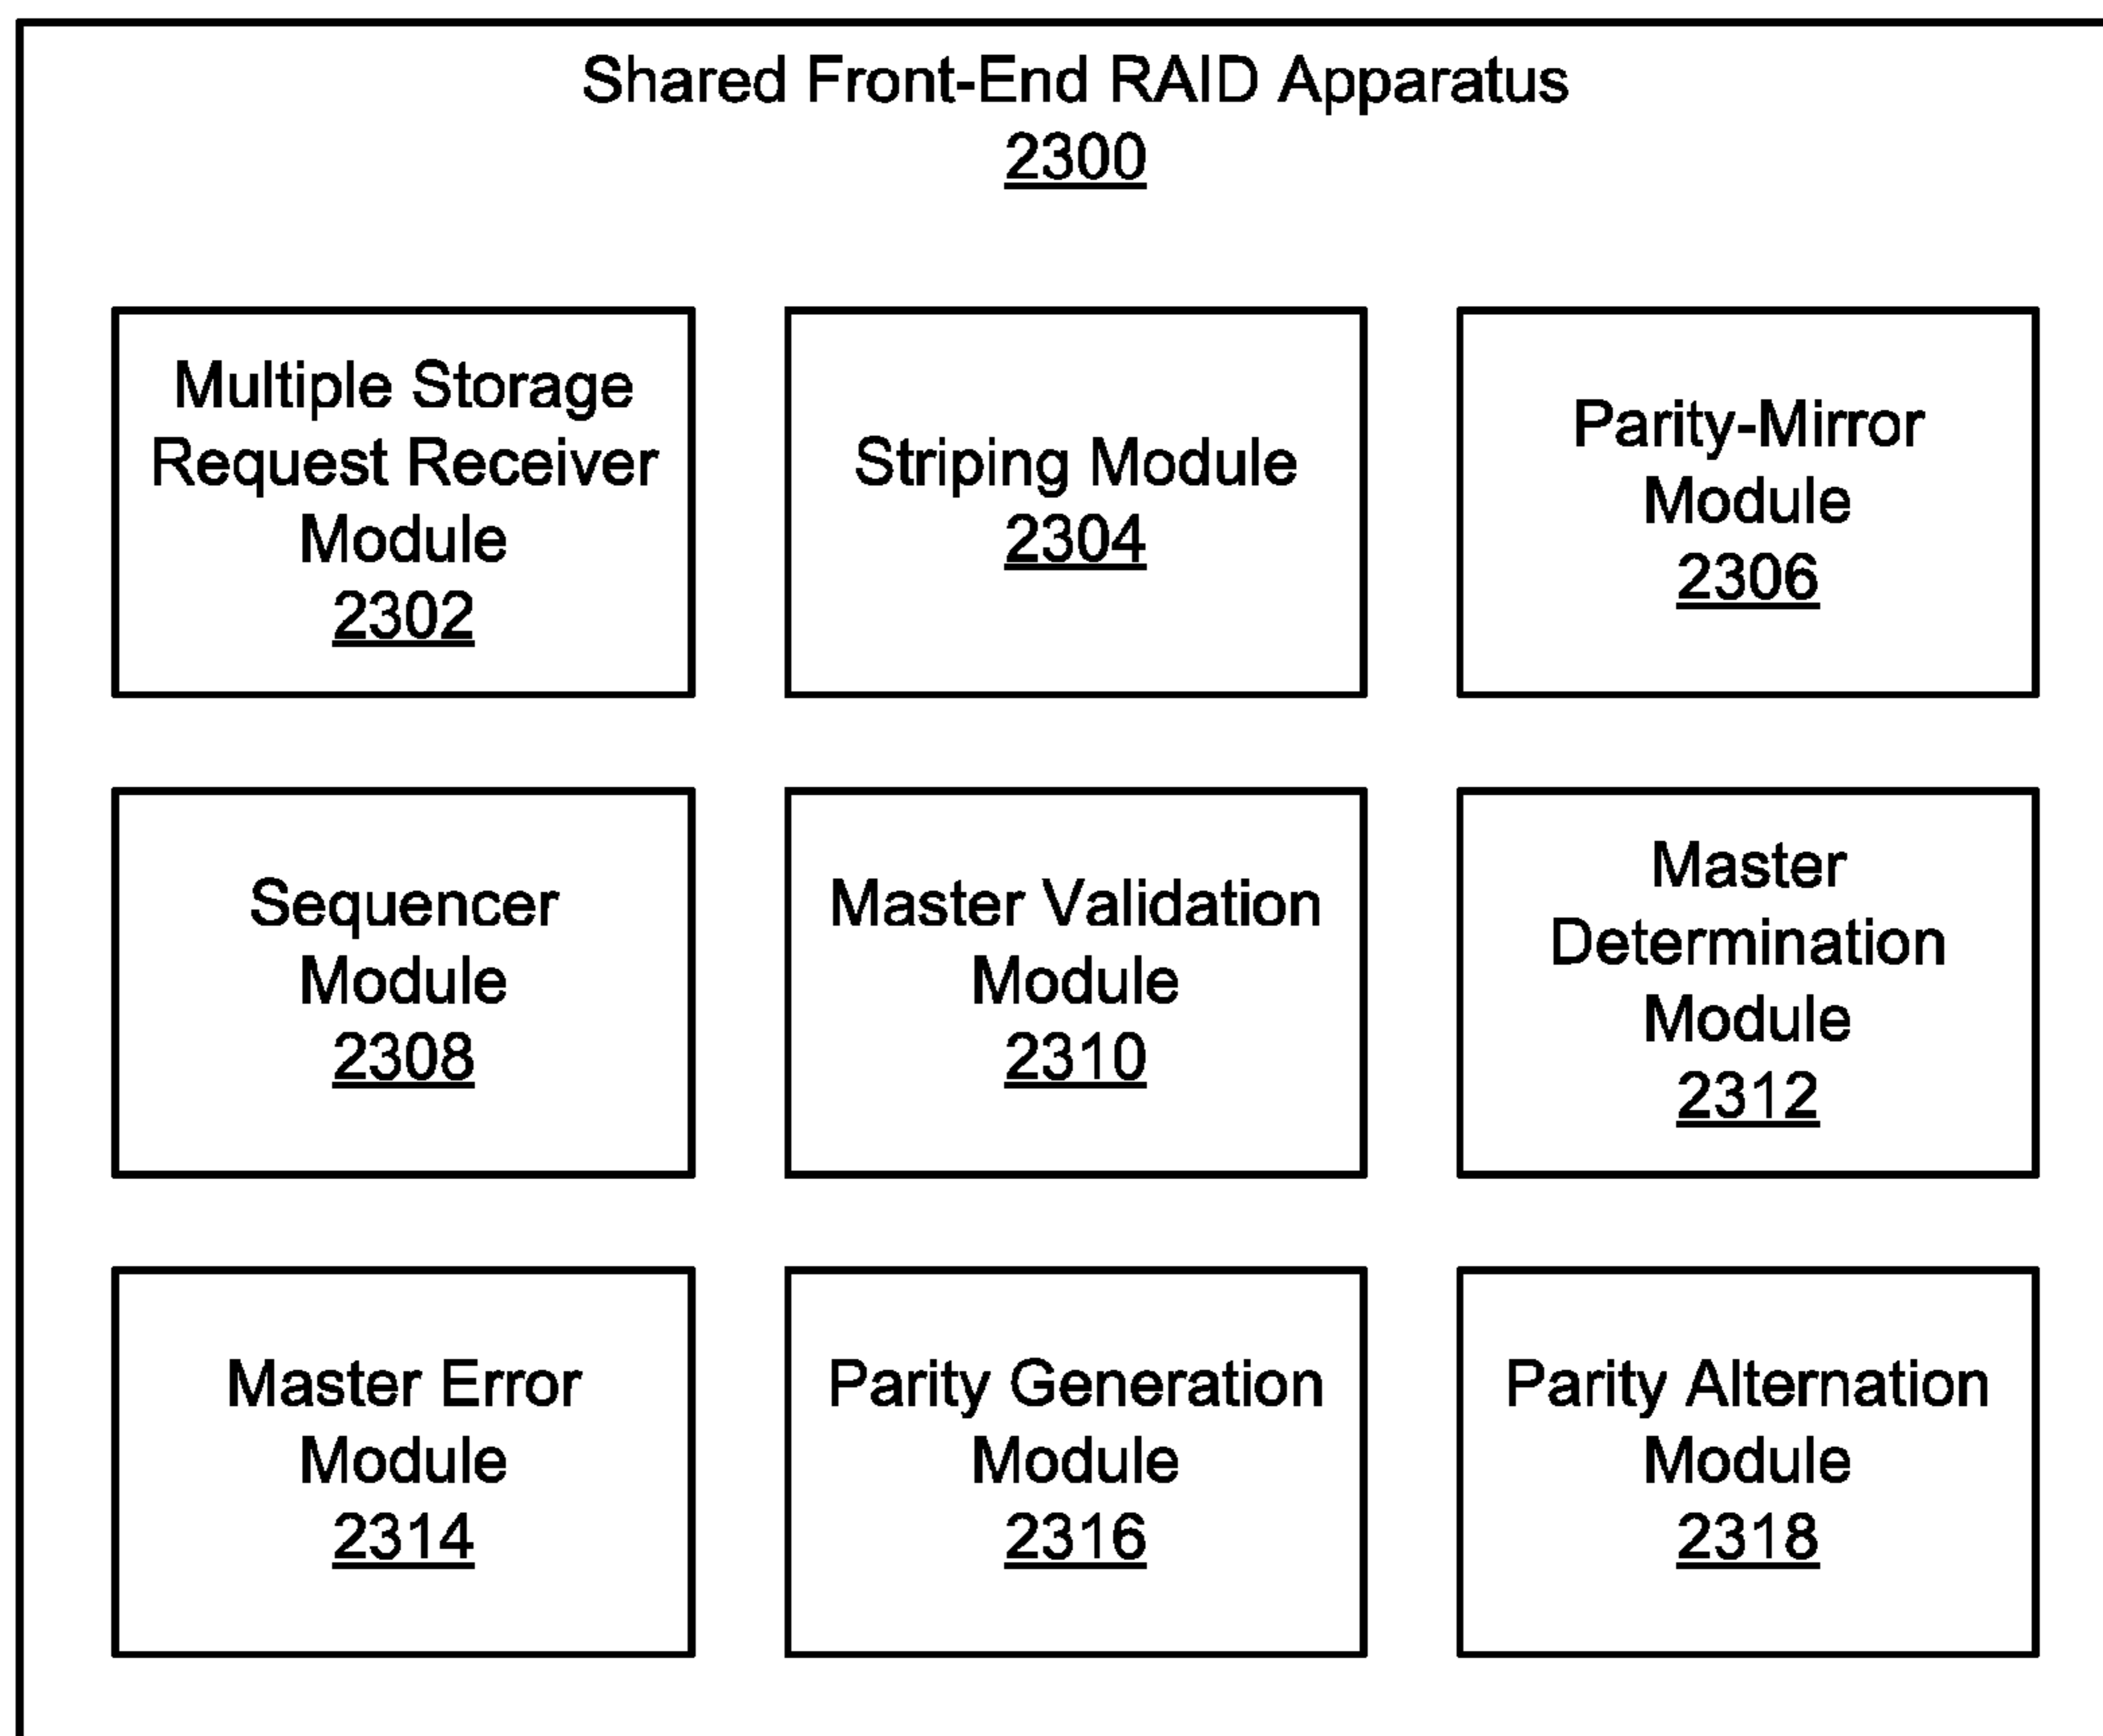 Shared Front-End RAID Apparatus
2300
Multiple Storage
Request Receiver
Module
2302
Striping Module
2304
Parity-Mirror
Module
2306
Sequencer
Module
2308
Master Validation
Module
2310
Master
Determination
Module
2312
Master Error
Module
2314
Parity Generation
Module
2316
Parity Alternation
Module
2318